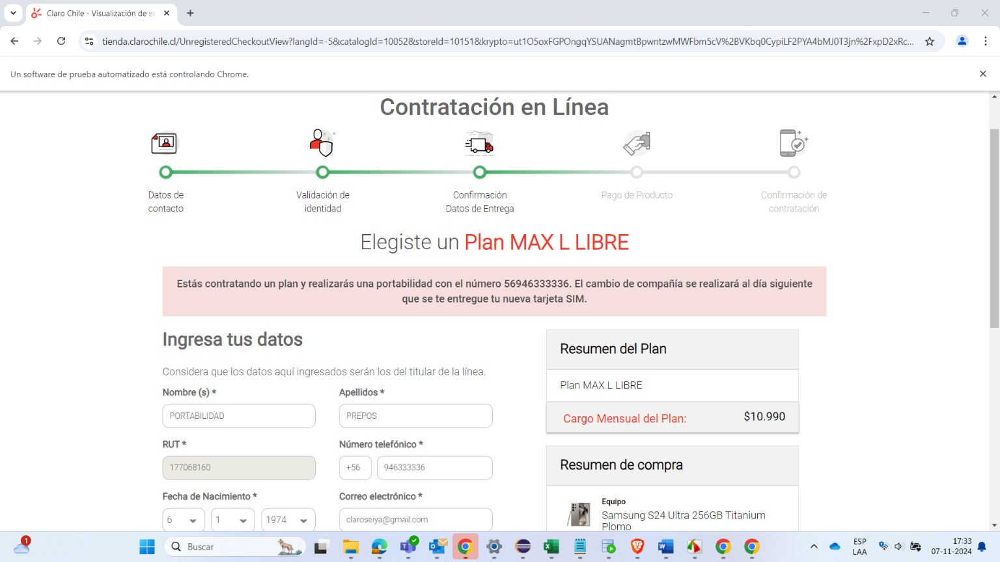 Claro Chile - Visualización de er
tienda.clarochile.cl/UnregisteredCheckoutView?langId=-5&catalogId=10052&storeId=10151&krypto=ut1O5oxFGPOngqYSUANagmtBpwntzwMWFbm5cV%2BVKbq0CypiLF2PYA4bMJ0T3jn%2FxpD2xRc...
Un software de prueba automatizado está controlando Chrome.
Contratación en Línea
Datos de
contacto
Validación de
identidad
Confirmación
Datos de Entrega
Pago de Producto
Confirmación de
contratación
Elegiste un Plan MAX L LIBRE
Estás contratando un plan y realizarás una portabilidad con el número 56946333336. El cambio de compañía se realizará al día siguiente
que se te entregue tu nueva tarjeta SIM.
Ingresa tus datos
Considera que los datos aquí ingresados serán los del titular de la línea.
Nombre (s) *
Apellidos *
PORTABILIDAD
PREPOS
RUT *
Número telefónico *
177068160
+56
946333336
Fecha de Nacimiento *
Correo electrónico *
6
1
1974
claroseiya@gmail.com
Resumen del Plan
Plan MAX L LIBRE
Cargo Mensual del Plan:
$10.990
Resumen de compra
Equipo
Samsung S24 Ultra 256GB Titanium
Plomo
1
Buscar
ESP
LAA
17:33
07-11-2024